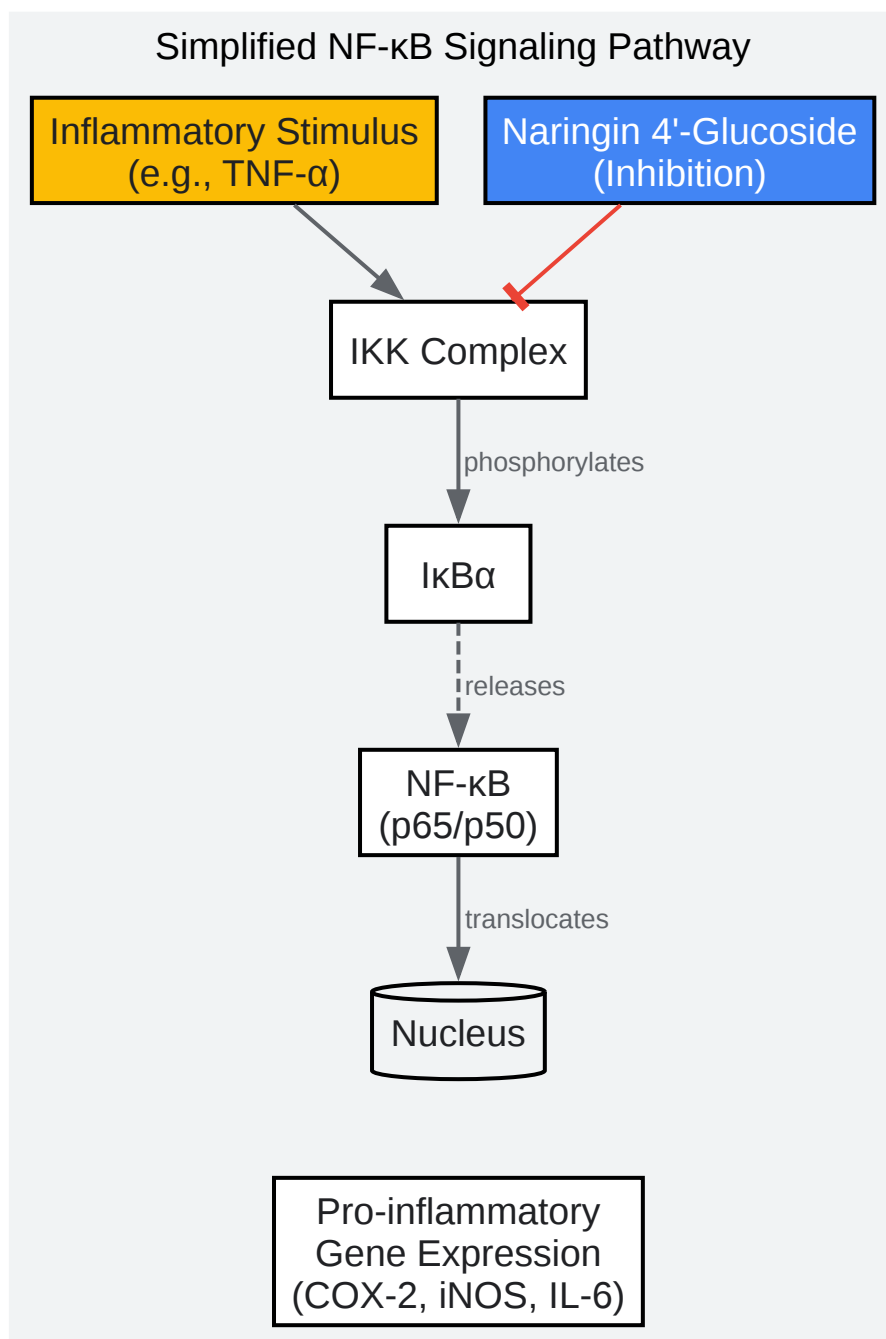 Simplified NF-κB Signaling Pathway
Inflammatory Stimulus
(e.g., TNF-α)
Naringin 4'-Glucoside
(Inhibition)
IKK Complex
phosphorylates
IκBα
releases
NF-κB
(p65/p50)
translocates
Nucleus
Pro-inflammatory
Gene Expression
(COX-2, iNOS, IL-6)